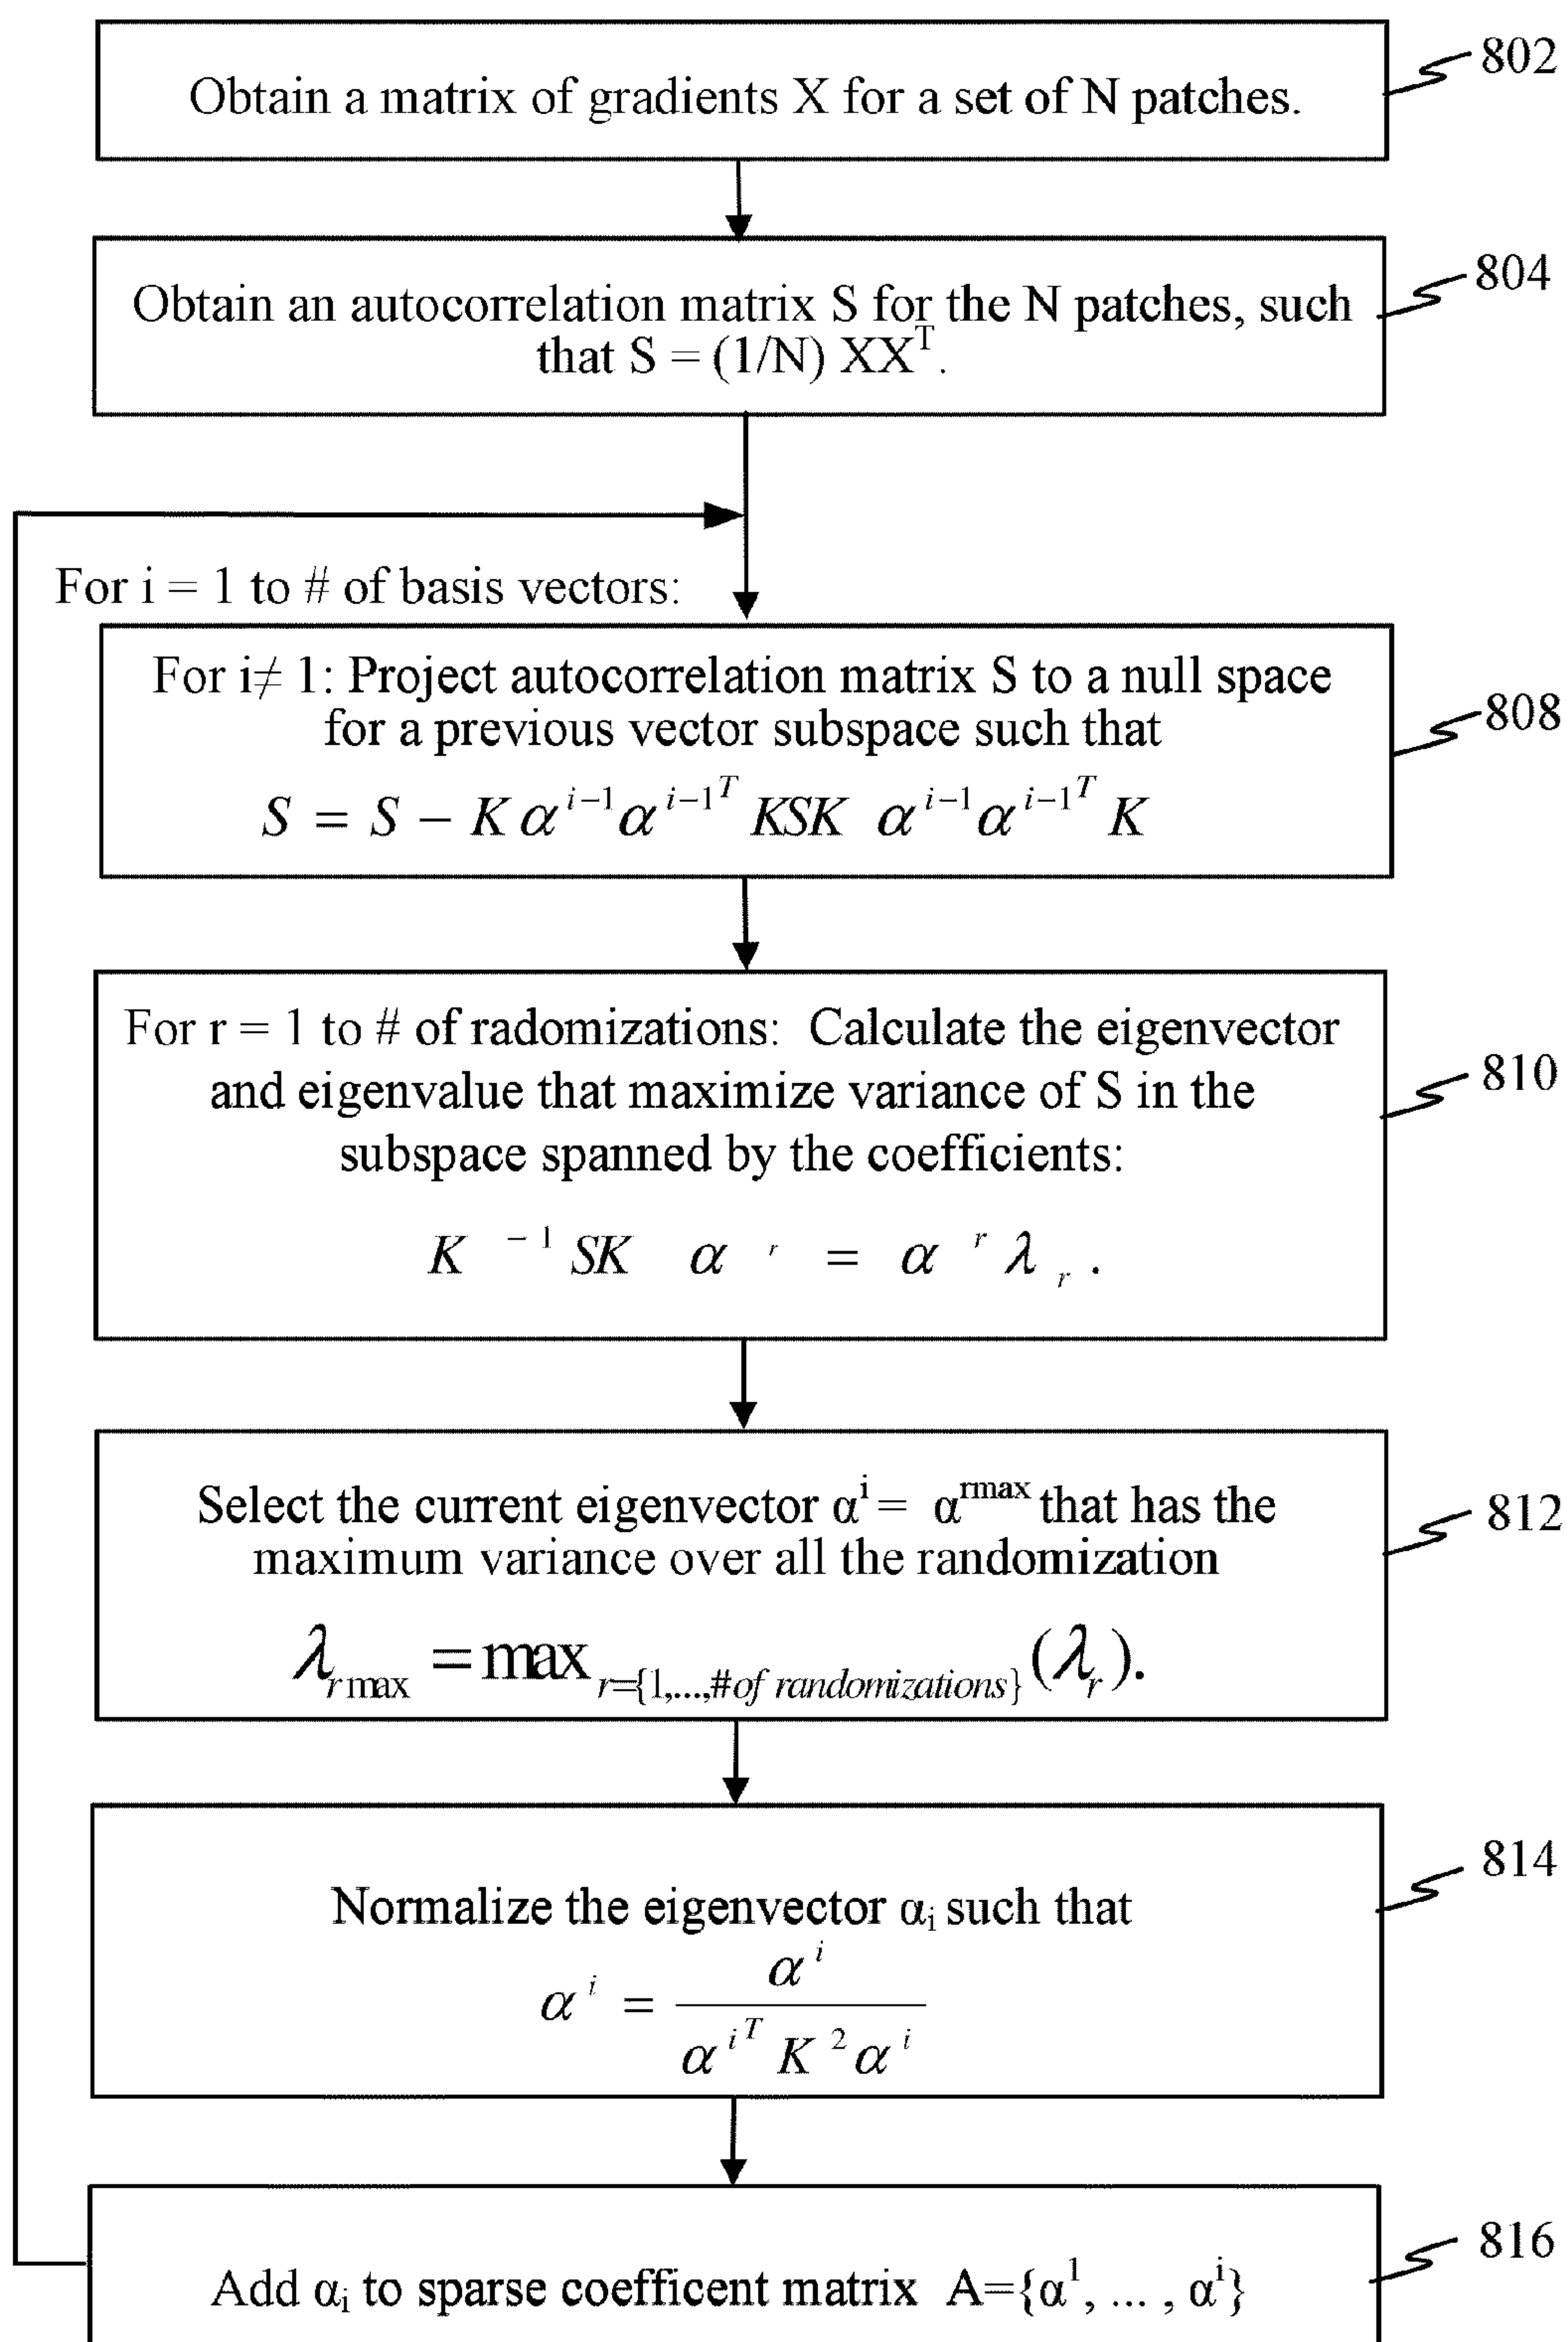 Obtain a matrix of gradients X for a set of N patches.
802
Obtain an autocorrelation matrix S for the N patches, such
that S = (1/N) XXᵀ.
804
For i = 1 to # of basis vectors:
For i≠ 1: Project autocorrelation matrix S to a null space
for a previous vector subspace such that
S = S − K α^{i−1} α^{i−1^T} KSK α^{i−1} α^{i−1^T} K
808
For r = 1 to # of radomizations: Calculate the eigenvector
and eigenvalue that maximize variance of S in the
subspace spanned by the coefficients:
K^{−1} SK α^r = α^r λ_r .
810
Select the current eigenvector α^i = α^{rmax} that has the
maximum variance over all the randomization
λ_{r max} = max_{r={1,...,# of randomizations}} (λ_r).
812
Normalize the eigenvector α_i such that
α^i = α^i / (α^{i^T} K^2 α^i)
814
Add α_i to sparse coefficent matrix A={α^1, ... , α^i}
816